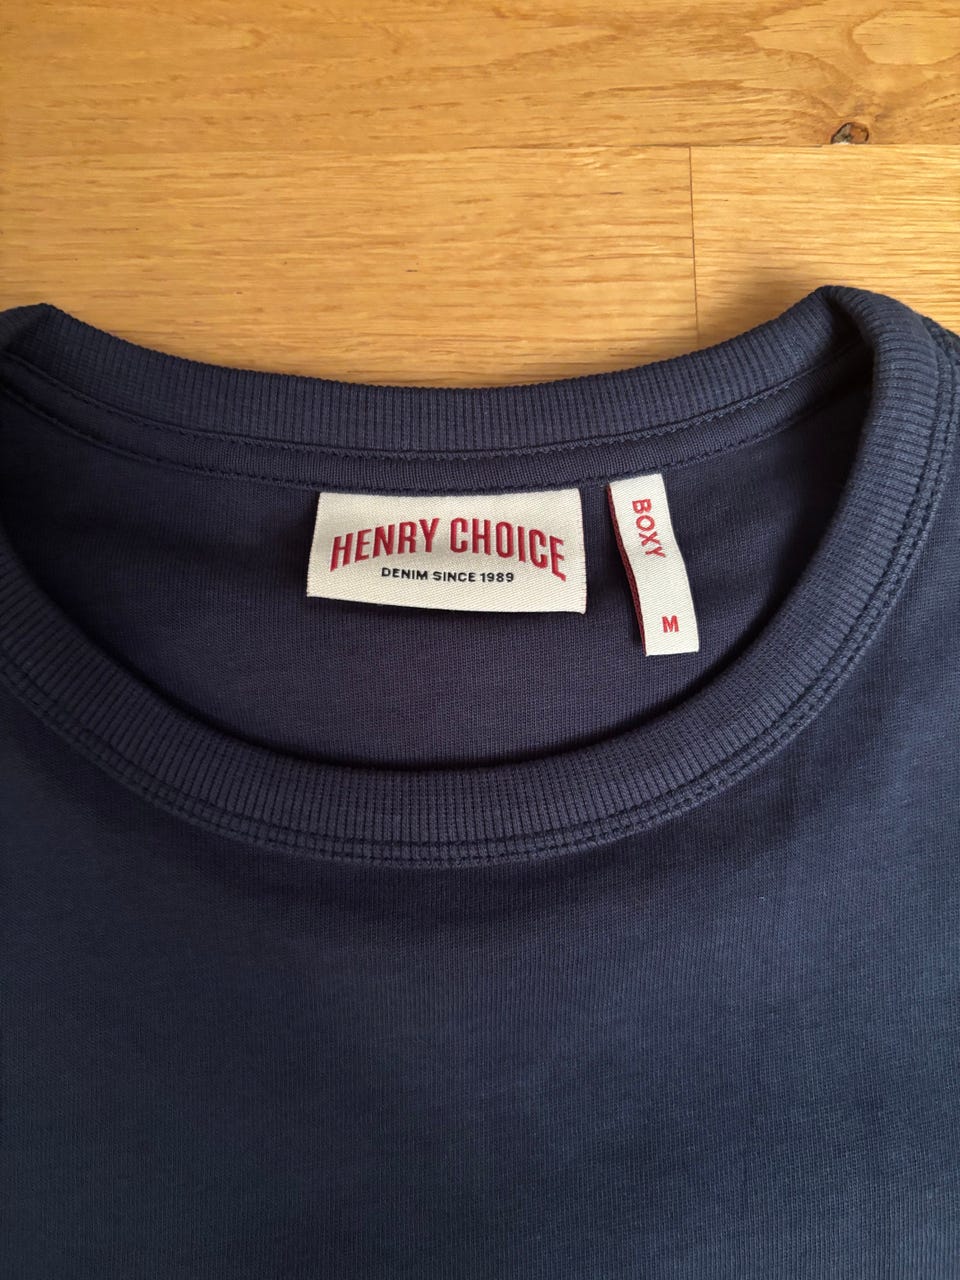 HENRY CHOICE
DENIM SINCE 1989
BOXY
M